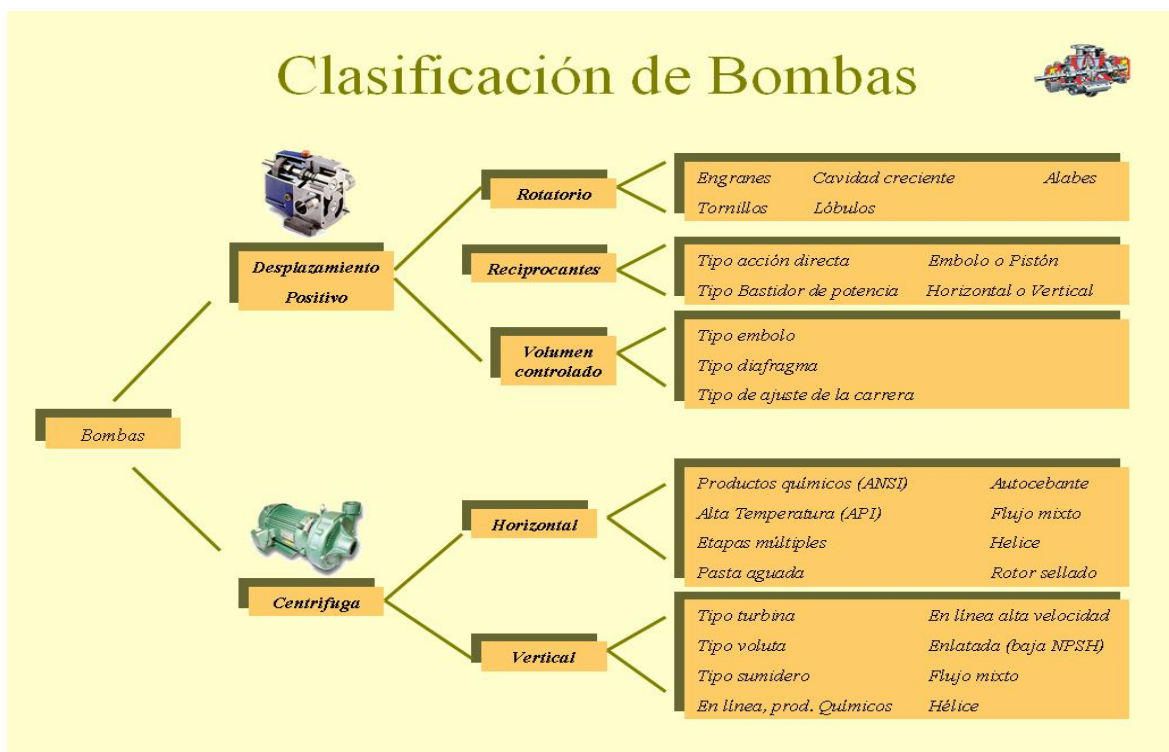 Clasificación de Bombas
Bombas
Desplazamiento
Positivo
Rotatorio
Engranes Cavidad creciente Alabes
Tornillos Lóbulos
Reciprocantes
Tipo acción directa Embolo o Pistón
Tipo Bastidor de potencia Horizontal o Vertical
Volumen
controlado
Tipo embolo
Tipo diafragma
Tipo de ajuste de la carrera
Centrifuga
Horizontal
Productos químicos (ANSI) Autocebante
Alta Temperatura (API) Flujo mixto
Etapas múltiples Helice
Pasta aguada Rotor sellado
Vertical
Tipo turbina En línea alta velocidad
Tipo voluta Enlatada (baja NPSH)
Tipo sumidero Flujo mixto
En línea, prod. Químicos Hélice